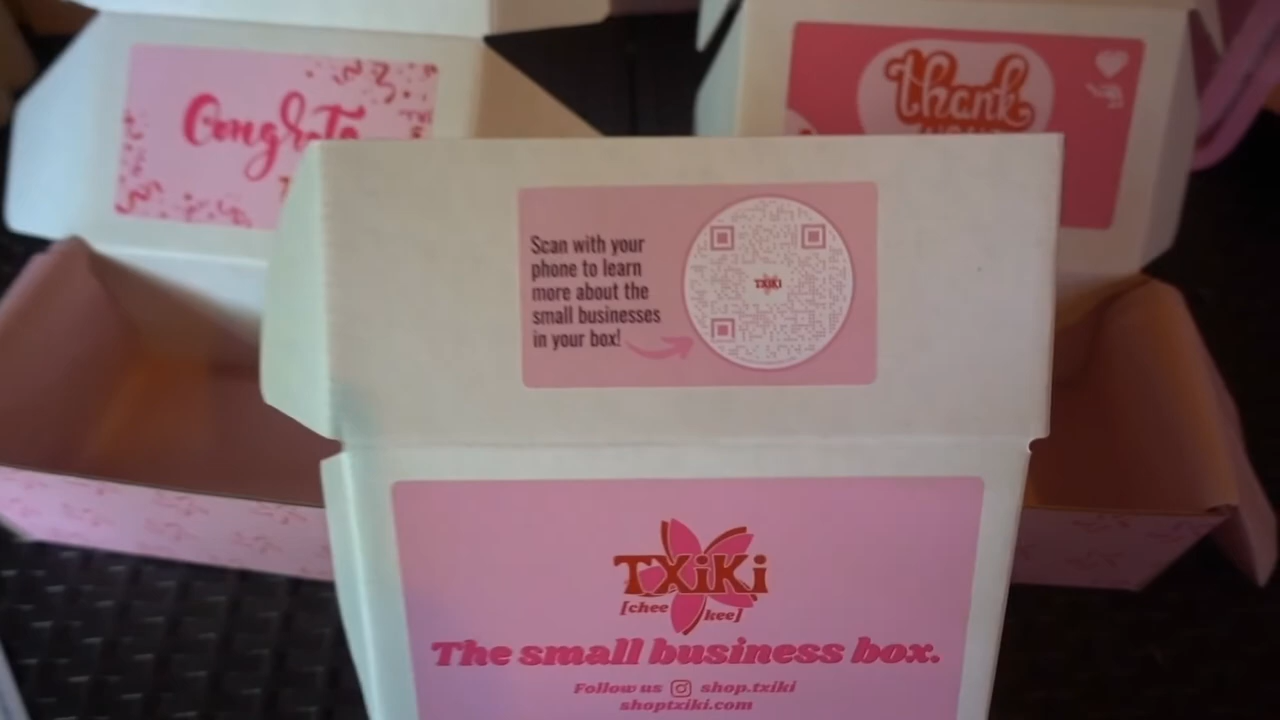 Congrats
thank
Scan with your
phone to learn
more about the
small businesses
in your box!
TXIKI
TXiKi
[chee kee]
The small business box.
Follow us shop.txiki
shoptxiki.com